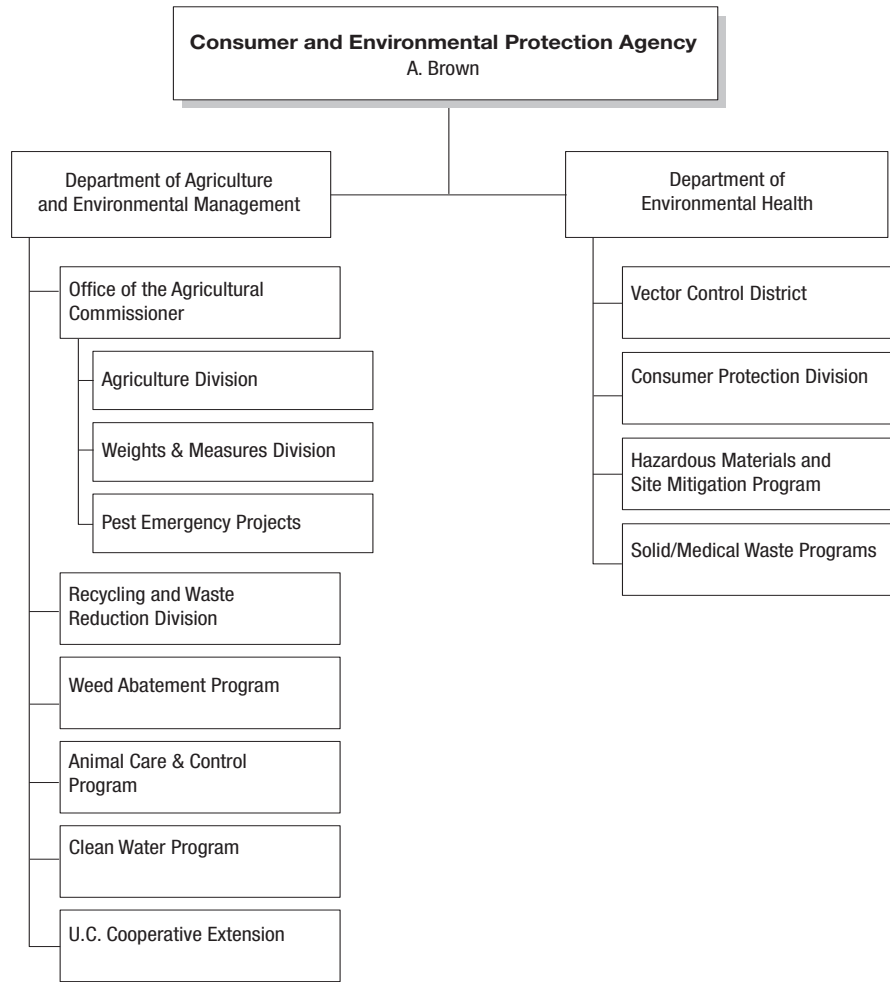 Consumer and Environmental Protection Agency
A. Brown
Department of Agriculture
and Environmental Management
Office of the Agricultural
Commissioner
Agriculture Division
Weights & Measures Division
Pest Emergency Projects
Recycling and Waste
Reduction Division
Weed Abatement Program
Animal Care & Control
Program
Clean Water Program
U.C. Cooperative Extension
Department of
Environmental Health
Vector Control District
Consumer Protection Division
Hazardous Materials and
Site Mitigation Program
Solid/Medical Waste Programs